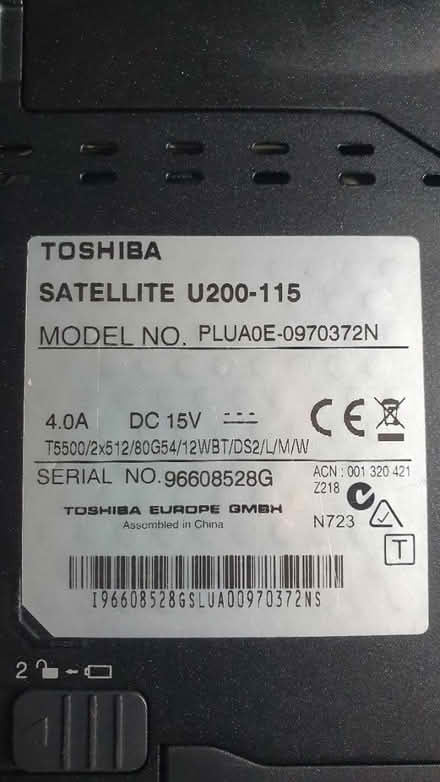 TOSHIBA
SATELLITE U200-115
MODEL NO. PLUA0E-0970372N
4.0A DC 15V
CE
T5500/2x512/80G54/12WBT/DS2/L/M/W
SERIAL NO. 96608528G
ACN : 001 320 421
Z218
TOSHIBA EUROPE GMBH
N723
Assembled in China
T
I96608528GSLUA00970372NS
2